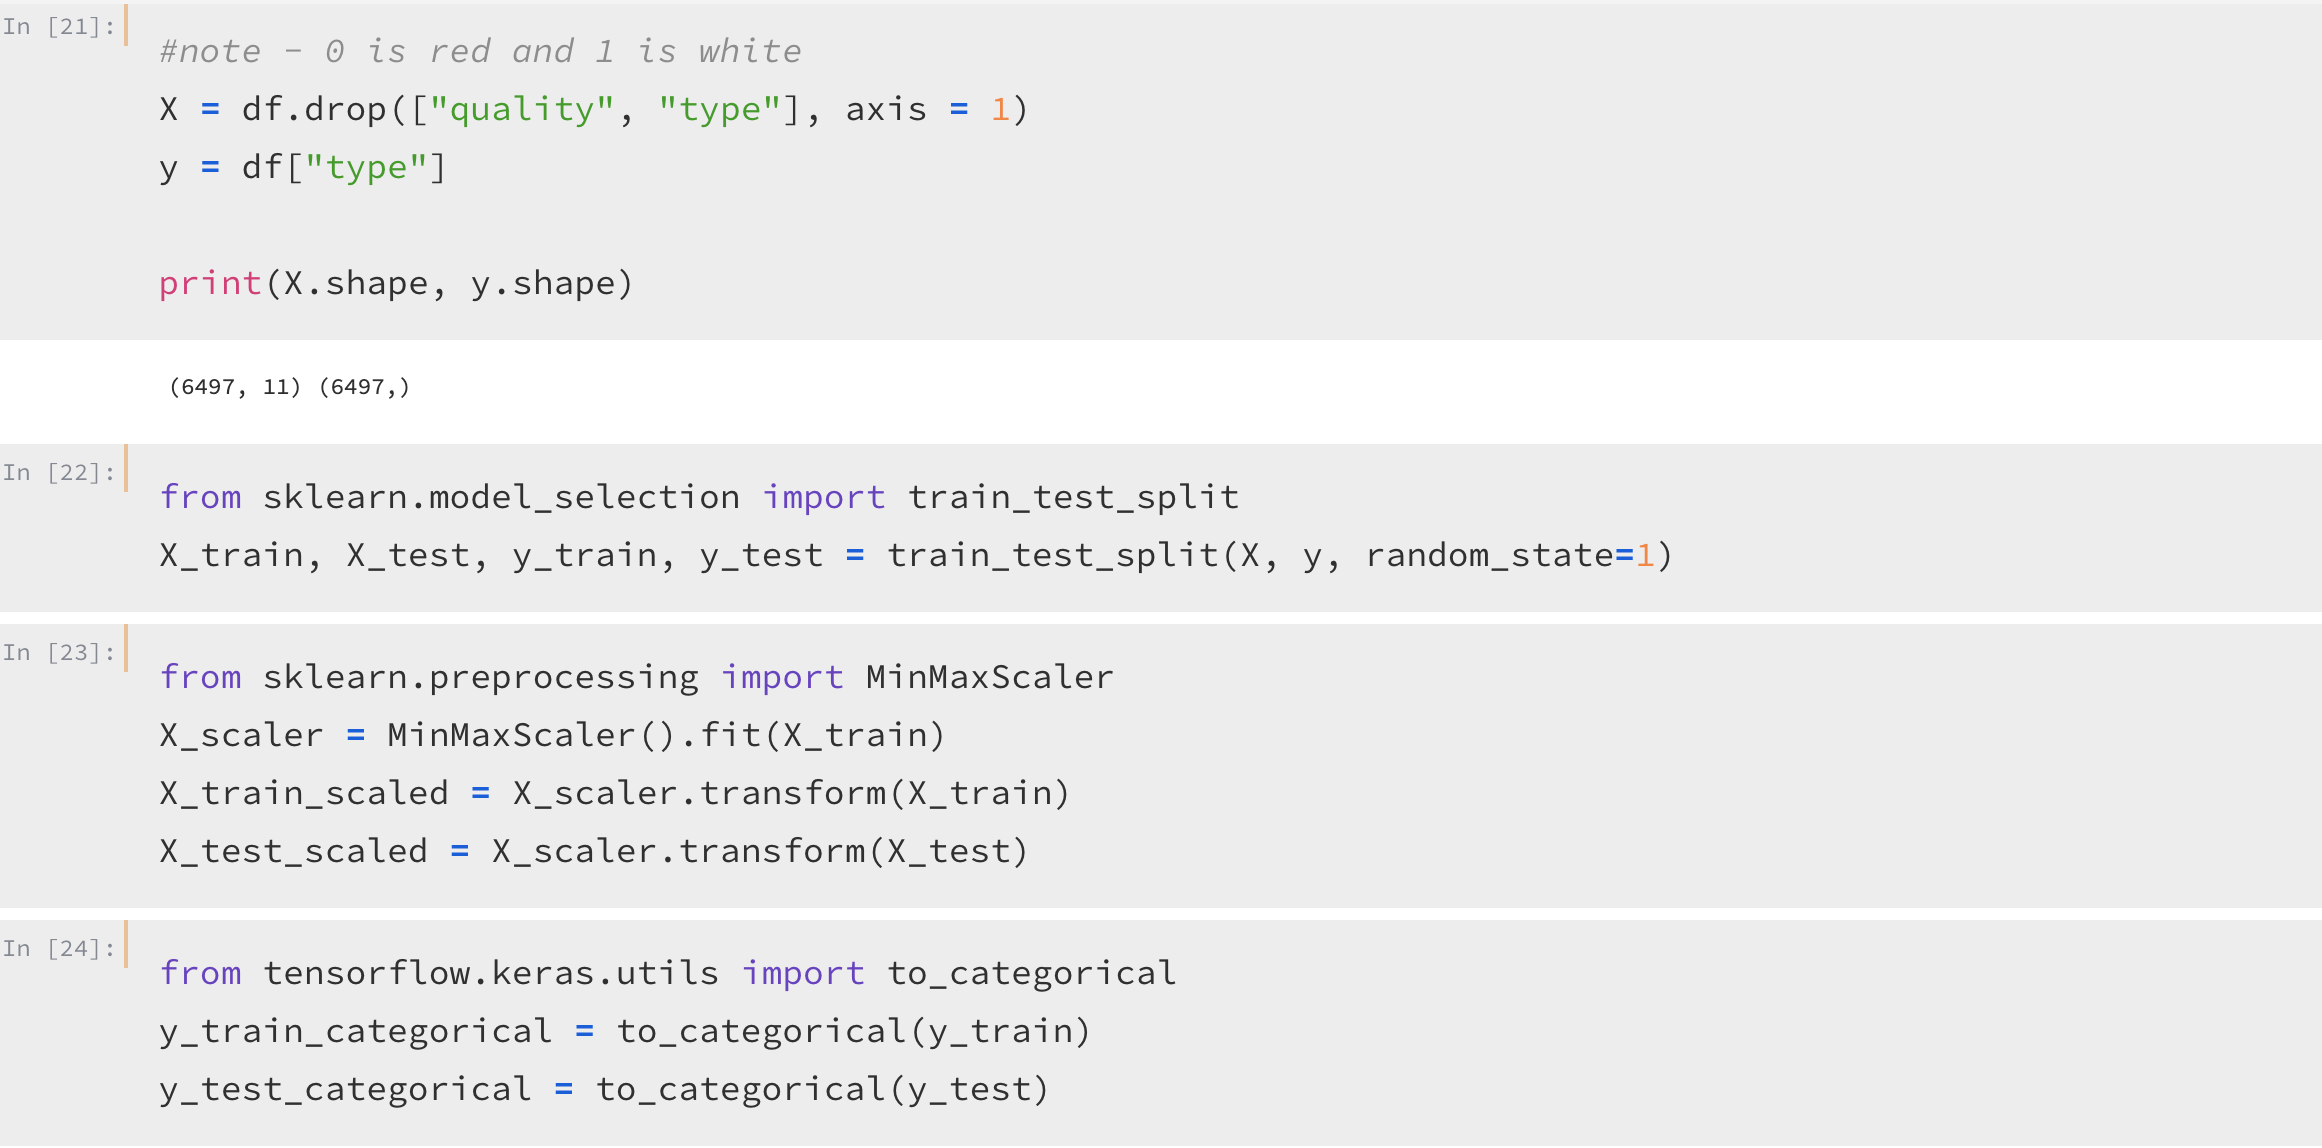 In [21]:
#note - 0 is red and 1 is white
X = df.drop(["quality", "type"], axis = 1)
y = df["type"]
print(X.shape, y.shape)
(6497, 11) (6497,)
In [22]:
from sklearn.model_selection import train_test_split
X_train, X_test, y_train, y_test = train_test_split(X, y, random_state=1)
In [23]:
from sklearn.preprocessing import MinMaxScaler
X_scaler = MinMaxScaler().fit(X_train)
X_train_scaled = X_scaler.transform(X_train)
X_test_scaled = X_scaler.transform(X_test)
In [24]:
from tensorflow.keras.utils import to_categorical
y_train_categorical = to_categorical(y_train)
y_test_categorical = to_categorical(y_test)